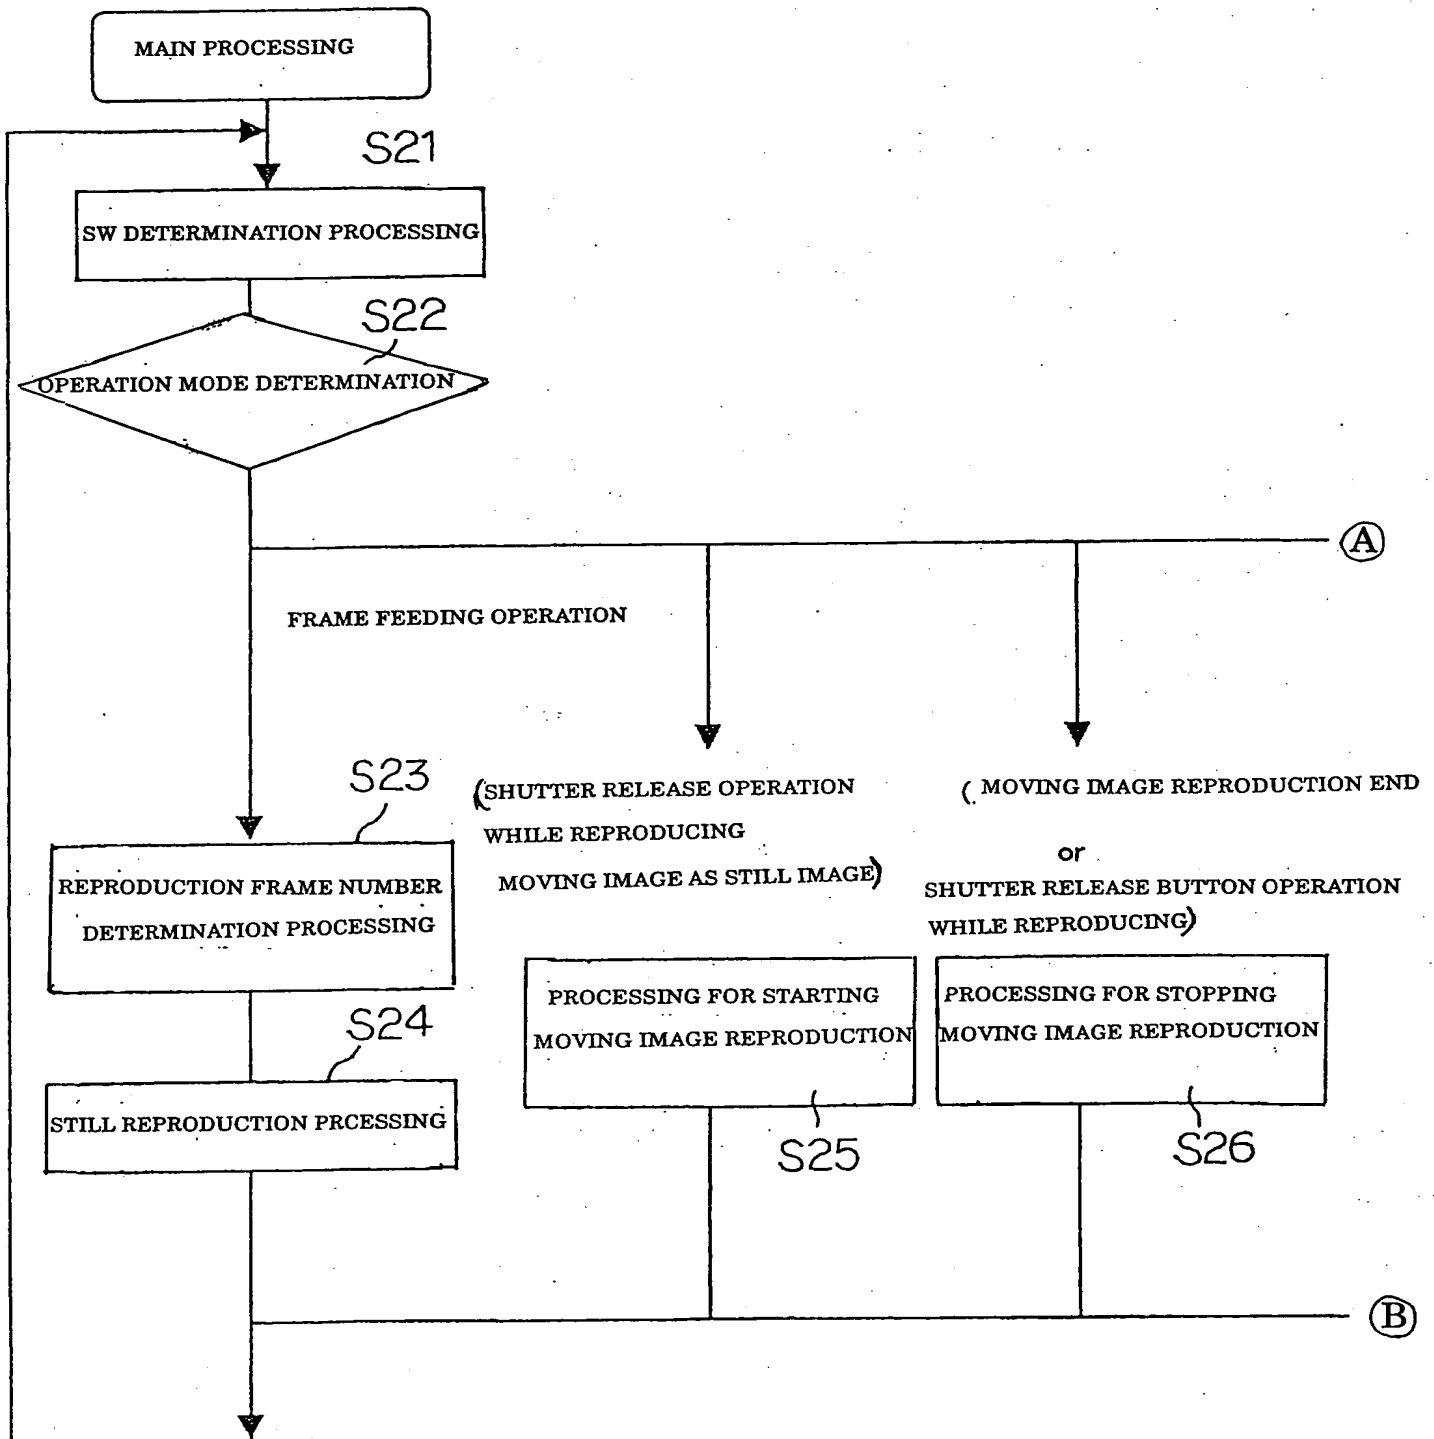 MAIN PROCESSING
S21
SW DETERMINATION PROCESSING
S22
OPERATION MODE DETERMINATION
A
FRAME FEEDING OPERATION
S23
REPRODUCTION FRAME NUMBER
DETERMINATION PROCESSING
S24
STILL REPRODUCTION PRCESSING
(SHUTTER RELEASE OPERATION
WHILE REPRODUCING
MOVING IMAGE AS STILL IMAGE)
PROCESSING FOR STARTING
MOVING IMAGE REPRODUCTION
S25
( MOVING IMAGE REPRODUCTION END
or
SHUTTER RELEASE BUTTON OPERATION
WHILE REPRODUCING)
PROCESSING FOR STOPPING
MOVING IMAGE REPRODUCTION
S26
B